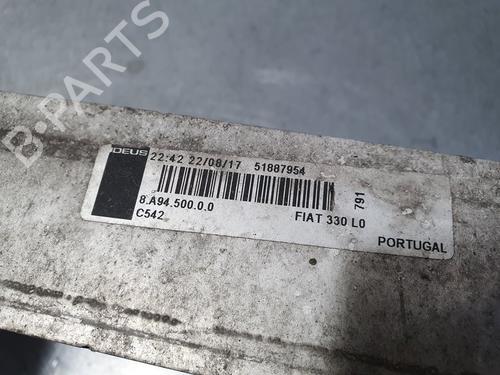 B-PARTS
DEUS 22:42 22/08/17 51887954
791
8.A94.500.0.0 FIAT 330 L0
C542
PORTUGAL